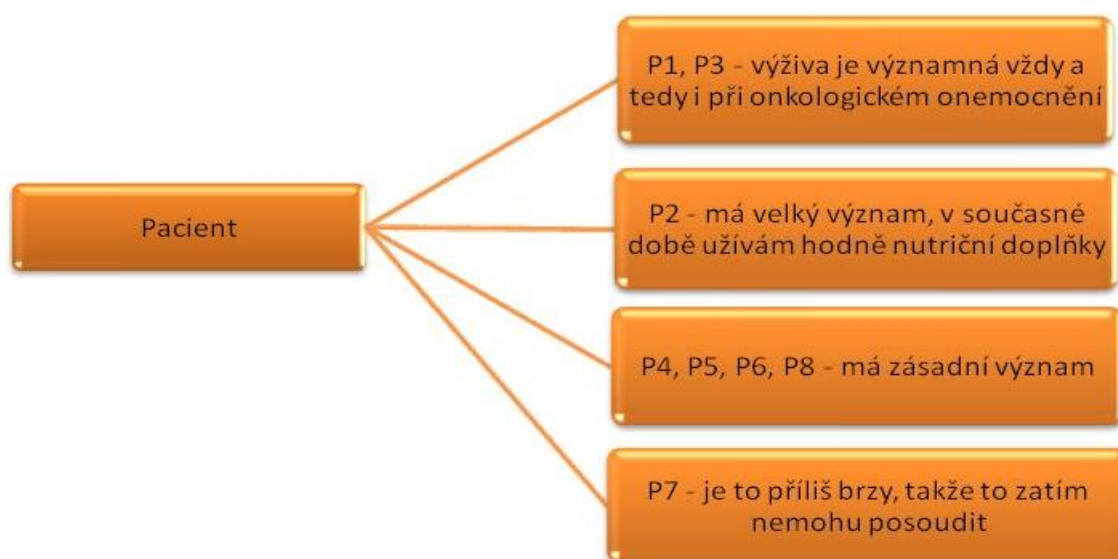 Pacient
P1, P3 - výživa je významná vždy a
tedy i při onkologickém onemocnění
P2 - má velký význam, v současné
době užívám hodně nutriční doplňky
P4, P5, P6, P8 - má zásadní význam
P7 - je to příliš brzy, takže to zatím
nemohu posoudit